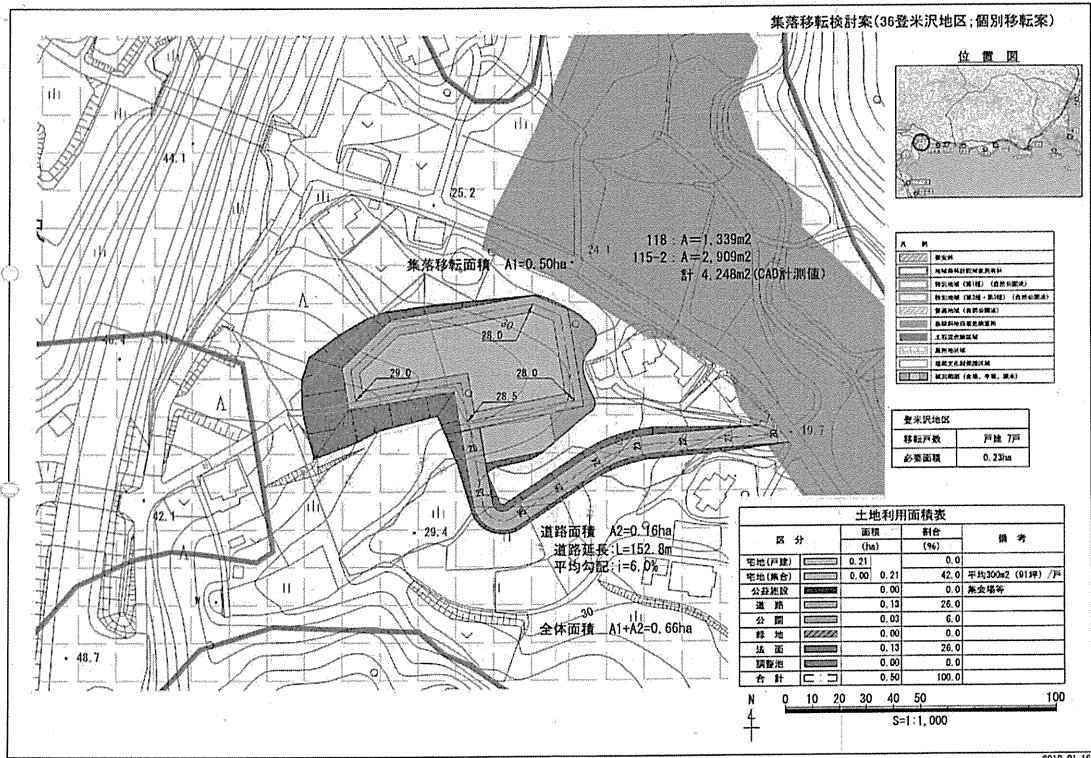 集落移転検討案(36登米沢地区;個別移転案)
位置図
44.1
25.2
24.1
118 : A=1,339m2
115-2 : A=2,909m2
計 4,248m2(CAD計測値)
集落移転面積 A1=0.50ha
28.0
29.0
28.0
28.5
19.7
42.1
29.4
道路面積 A2=0.16ha
道路延長:L=152.8m
平均勾配:i=6.0%
30
全体面積 A1+A2=0.66ha
48.7
凡 例
保安林
登米沢地区
移転戸数 戸建 7戸
必要面積 0.23ha
土地利用面積表
区 分 面積 (ha) 割合 (%) 備 考
宅地(戸建) 0.21 0.0
宅地(集合) 0.00 0.21 42.0 平均300m2 (91坪) /戸
公益施設 0.00 0.0 集会場等
道 路 0.13 26.0
公 園 0.03 6.0
緑 地 0.00 0.0
法 面 0.13 26.0
調整池 0.00 0.0
合 計 0.50 100.0
N
0 10 20 30 40 50 100
S=1:1,000